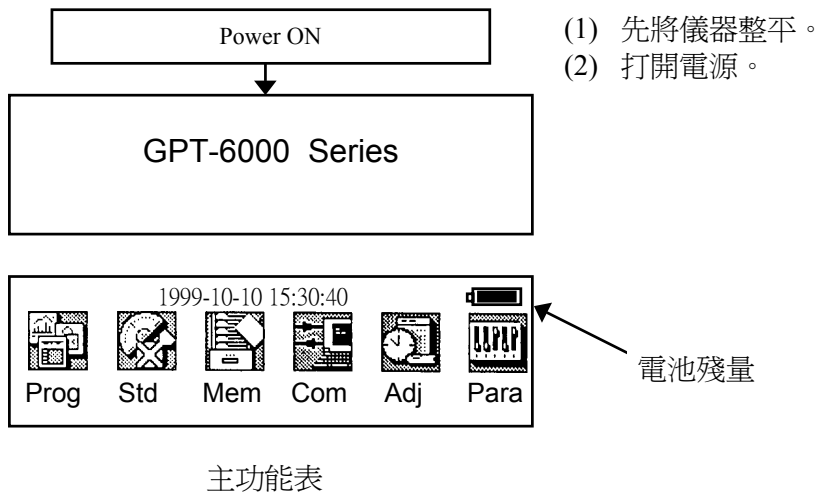 Power ON
(1) 先將儀器整平。
(2) 打開電源。
GPT-6000 Series
1999-10-10 15:30:40
Prog Std Mem Com Adj Para
電池殘量
主功能表